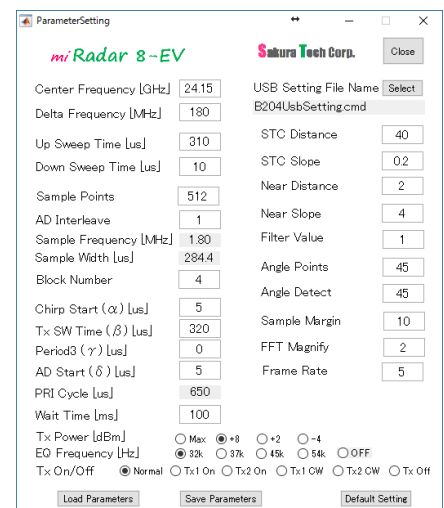 ParameterSetting
miRadar 8-EV
Sakura Tech Corp.
Close
Center Frequency [GHz] 24.15
Delta Frequency [MHz] 180
Up Sweep Time [us] 310
Down Sweep Time [us] 10
Sample Points 512
AD Interleave 1
Sample Frequency [MHz] 1.80
Sample Width [us] 284.4
Block Number 4
Chirp Start (α) [us] 5
Tx SW Time (β) [us] 320
Period3 (γ) [us] 0
AD Start (δ) [us] 5
PRI Cycle [us] 650
Wait Time [ms] 100
USB Setting File Name Select
B204UsbSetting.cmd
STC Distance 40
STC Slope 0.2
Near Distance 2
Near Slope 4
Filter Value 1
Angle Points 45
Angle Detect 45
Sample Margin 10
FFT Magnify 2
Frame Rate 5
Tx Power [dBm] Max +8 +2 -4
EQ Frequency [Hz] 32k 37k 45k 54k OFF
Tx On/Off Normal Tx1 On Tx2 On Tx1 CW Tx2 CW Tx Off
Load Parameters Save Parameters Default Setting